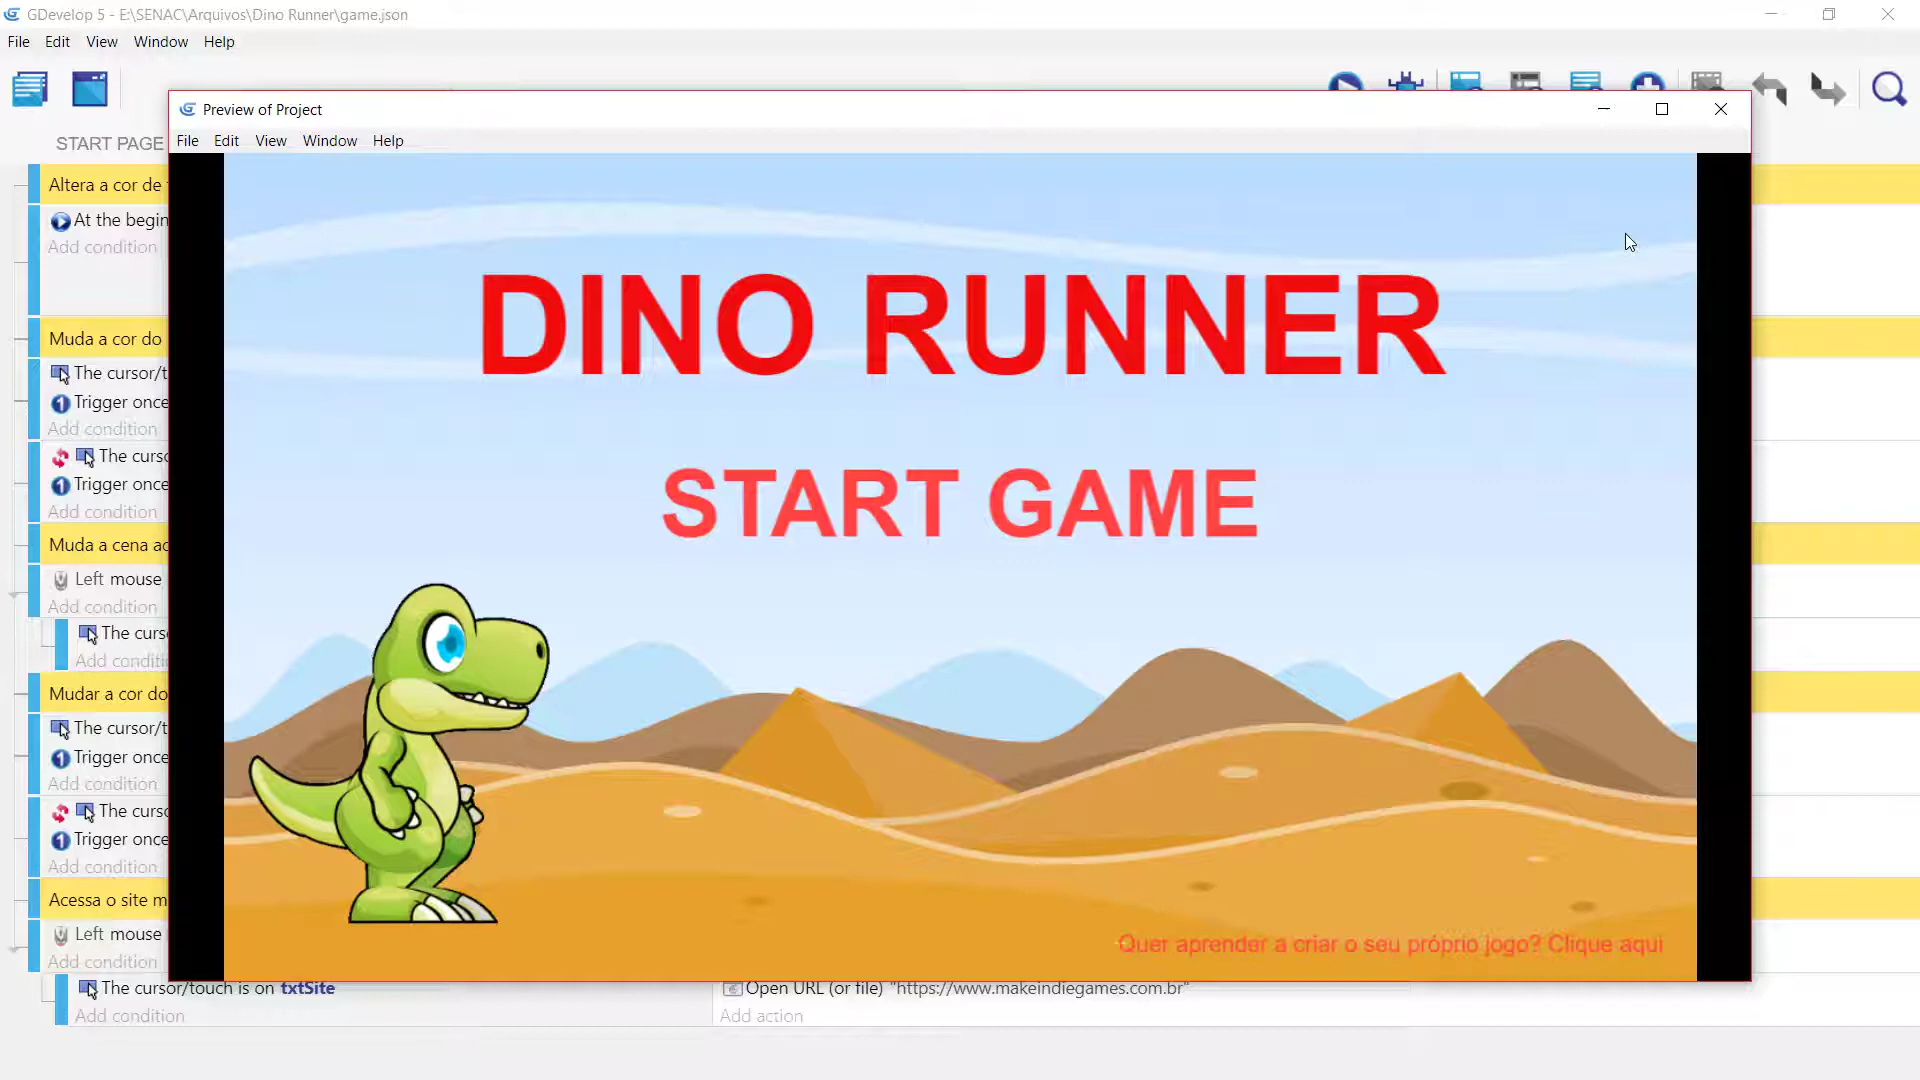 GDevelop 5 - E:\SENAC\Arquivos\Dino Runner\game.json
File Edit View Window Help
Preview of Project
File Edit View Window Help
START PAGE
Altera a cor de
At the begin
Add condition
DINO RUNNER
START GAME
Muda a cor do
The cursor/t
Trigger once
Add condition
The curso
Trigger once
Add condition
Muda a cena ao
Left mouse
Add condition
The curs
Add conditi
Mudar a cor do
The cursor/t
Trigger once
Add condition
The curso
Trigger once
Add condition
Acessa o site m
Left mouse
Add condition
Quer aprender a criar o seu próprio jogo? Clique aqui
The cursor/touch is on txtSite
Open URL (or file) "https://www.makeindiegames.com.br"
Add condition
Add action